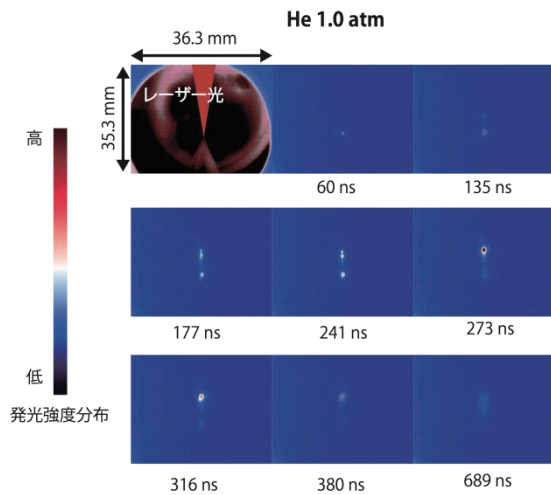 He 1.0 atm
36.3 mm
35.3 mm
レーザー光
60 ns
135 ns
高
低
発光強度分布
177 ns
241 ns
273 ns
316 ns
380 ns
689 ns